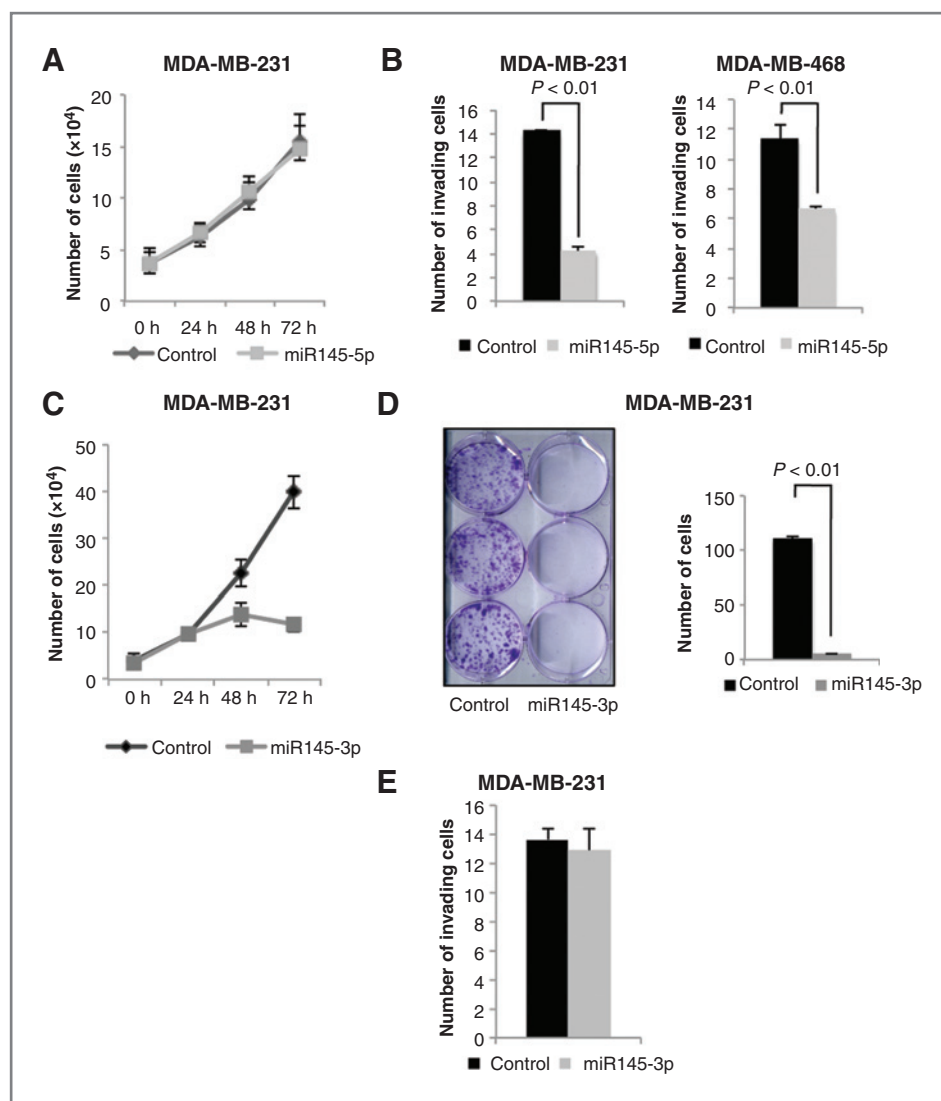 A
MDA-MB-231
Number of cells (×10⁴)
20
15
10
5
0
0 h 24 h 48 h 72 h
Control miR145-5p
B
MDA-MB-231
P < 0.01
Number of invading cells
16
14
12
10
8
6
4
2
0
Control miR145-5p
MDA-MB-468
P < 0.01
Number of invading cells
14
12
10
8
6
4
2
0
Control miR145-5p
C
MDA-MB-231
Number of cells (×10⁴)
50
40
30
20
10
0
0 h 24 h 48 h 72 h
Control miR145-3p
D
MDA-MB-231
Control miR145-3p
P < 0.01
Number of cells
150
100
50
0
Control miR145-3p
E
MDA-MB-231
Number of invading cells
16
14
12
10
8
6
4
2
0
Control miR145-3p